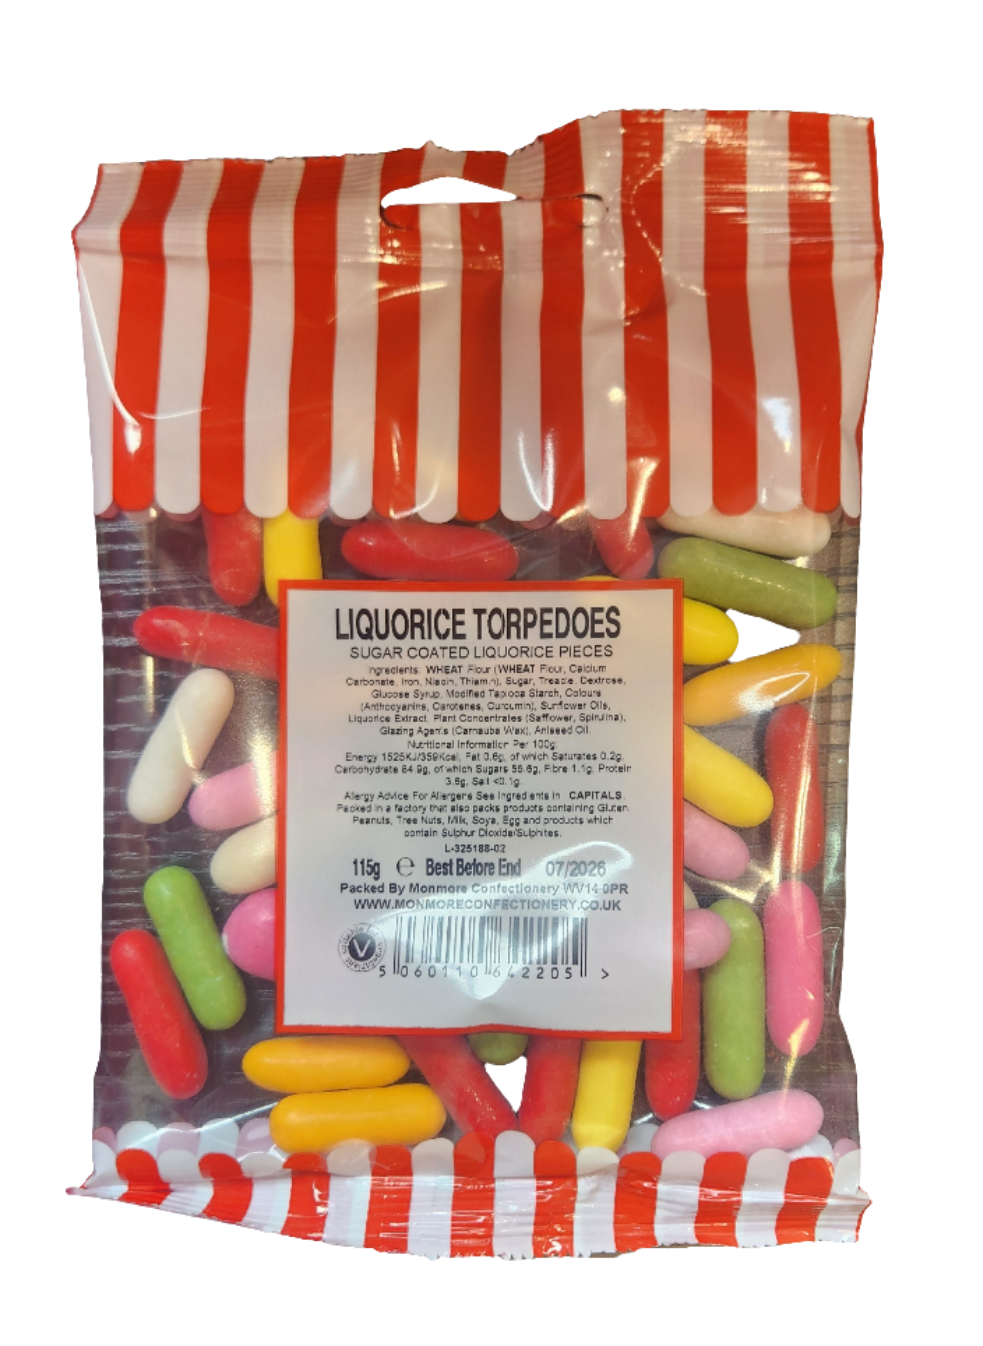 LIQUORICE TORPEDOES
SUGAR COATED LIQUORICE PIECES
Ingredients: WHEAT Flour (WHEAT Flour, Calcium
Carbonate, Iron, Niacin, Thiamin), Sugar, Treacle, Dextrose,
Glucose Syrup, Modified Tapioca Starch, Colours
(Anthocyanins, Carotenes, Curcumin), Sunflower Oils,
Liquorice Extract, Plant Concentrates (Safflower, Spirulina),
Glazing Agents (Carnauba Wax), Aniseed Oil.
Nutritional Information Per 100g:
Energy 1525KJ/359Kcal, Fat 0.6g, of which Saturates 0.2g,
Carbohydrate 84.9g, of which Sugars 55.6g, Fibre 1.1g, Protein
3.6g, Salt <0.1g.
Allergy Advice For Allergens See Ingredients in CAPITALS.
Packed in a factory that also packs products containing Gluten,
Peanuts, Tree Nuts, Milk, Soya, Egg and products which
contain Sulphur Dioxide/Sulphites.
L-325188-02
115g ℮ Best Before End 07/2026
Packed By Monmore Confectionery WV14 0PR
WWW.MONMORECONFECTIONERY.CO.UK
suitable for vegetarians
V
5 060110 642205 >